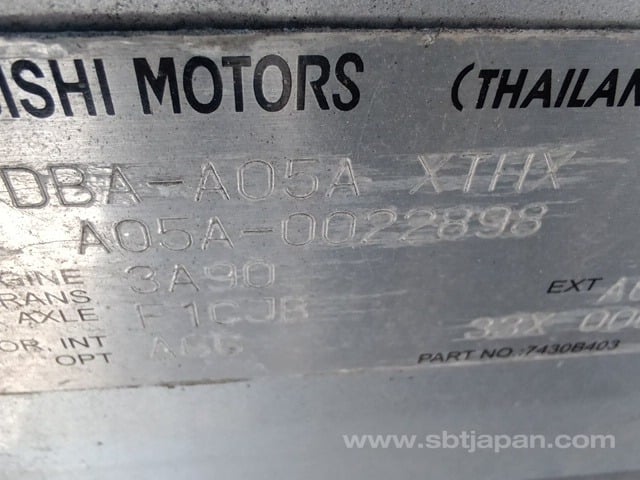 ISHI MOTORS (THAILAN
DBA-A05A XTHX
A05A-0022898
GINE 3A90
RANS
AXLE F1CJB EXT
OR, INT 33X
OPT PART NO.:7430B403
www.sbtjapan.com